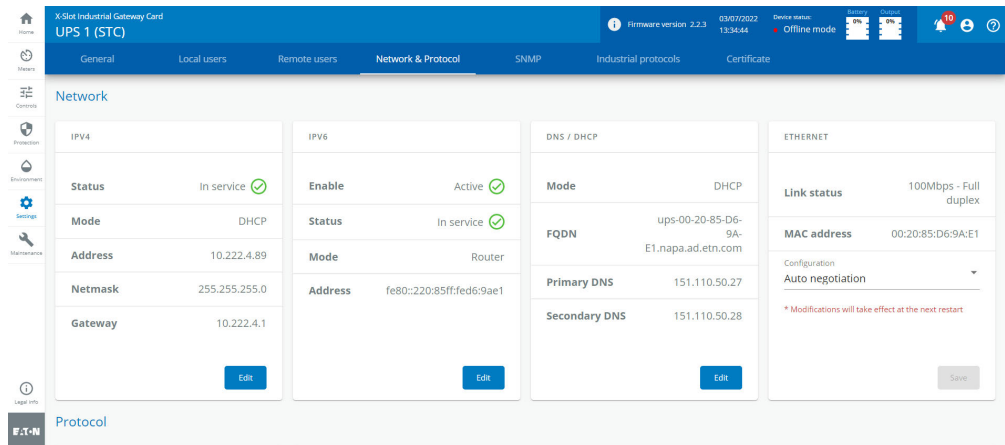 Home
Meters
Controls
Protection
Environment
Settings
Maintenance
Legal info
EATON
X-Slot Industrial Gateway Card
UPS 1 (STC)
i Firmware version 2.2.3
03/07/2022
13:34:44
Device status:
Offline mode
Battery
0%
Output
0%
10
General
Local users
Remote users
Network & Protocol
SNMP
Industrial protocols
Certificate
Network
IPV4
Status In service
Mode DHCP
Address 10.222.4.89
Netmask 255.255.255.0
Gateway 10.222.4.1
Edit
IPV6
Enable Active
Status In service
Mode Router
Address fe80::220:85ff:fed6:9ae1
Edit
DNS / DHCP
Mode DHCP
FQDN ups-00-20-85-D6-
9A-
E1.napa.ad.etn.com
Primary DNS 151.110.50.27
Secondary DNS 151.110.50.28
Edit
ETHERNET
Link status 100Mbps - Full
duplex
MAC address 00:20:85:D6:9A:E1
Configuration
Auto negotiation
* Modifications will take effect at the next restart
Save
Protocol